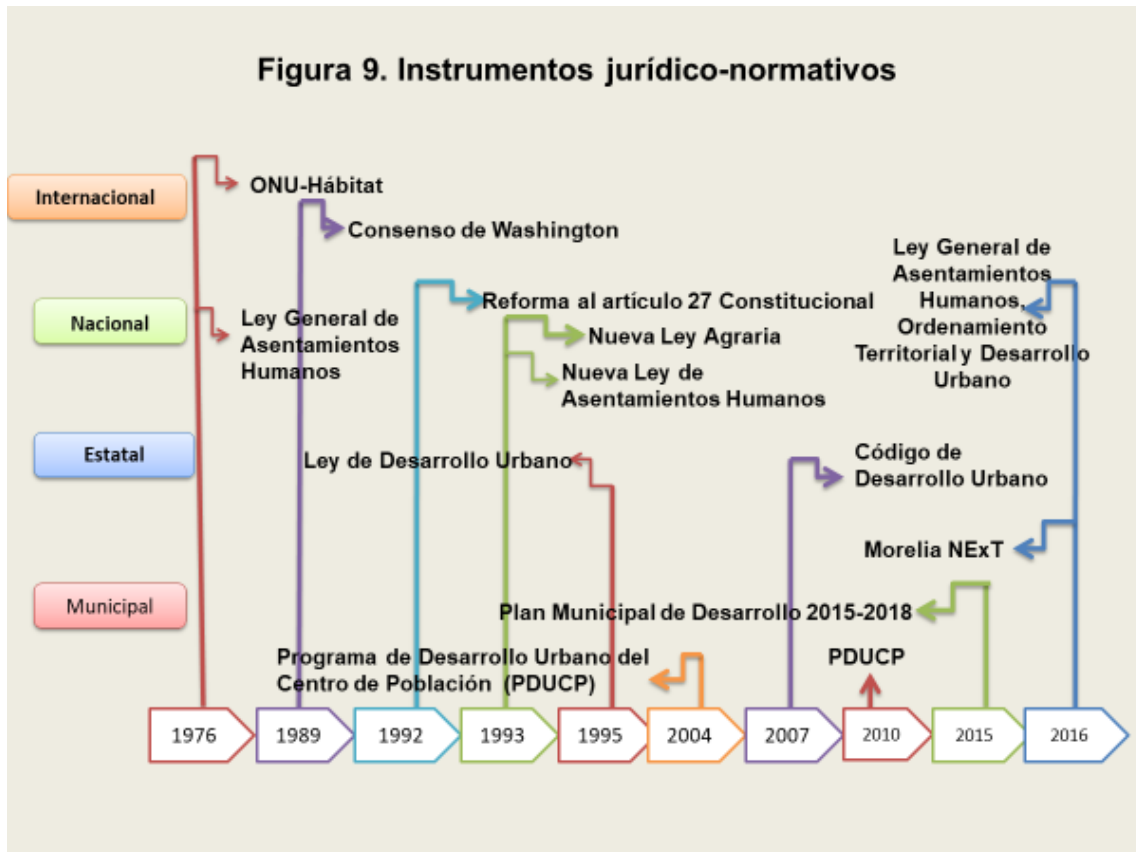 Figura 9. Instrumentos jurídico-normativos
Internacional
ONU-Hábitat
Consenso de Washington
Nacional
Ley General de
Asentamientos
Humanos
Reforma al artículo 27 Constitucional
Nueva Ley Agraria
Nueva Ley de
Asentamientos Humanos
Ley General de
Asentamientos
Humanos,
Ordenamiento
Territorial y Desarrollo
Urbano
Estatal
Ley de Desarrollo Urbano
Código de
Desarrollo Urbano
Morelia NExT
Municipal
Plan Municipal de Desarrollo 2015-2018
Programa de Desarrollo Urbano del
Centro de Población (PDUCP)
PDUCP
1976
1989
1992
1993
1995
2004
2007
2010
2015
2016